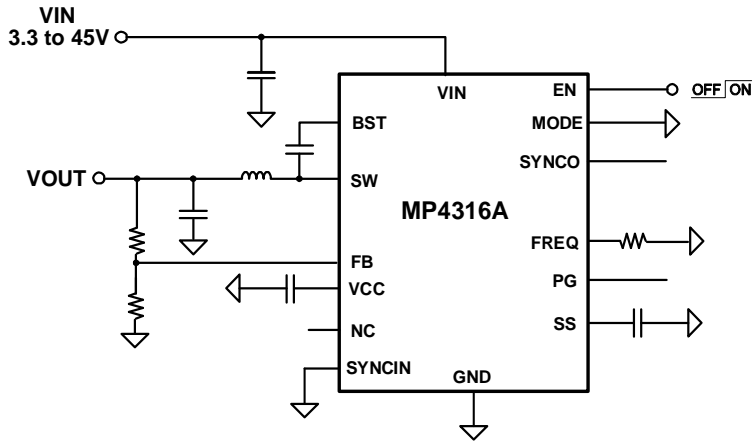 VIN
3.3 to 45V
VIN
EN
OFF ON
BST
MODE
SYNCO
VOUT
SW
MP4316A
FREQ
FB
VCC
PG
NC
SS
SYNCIN
GND